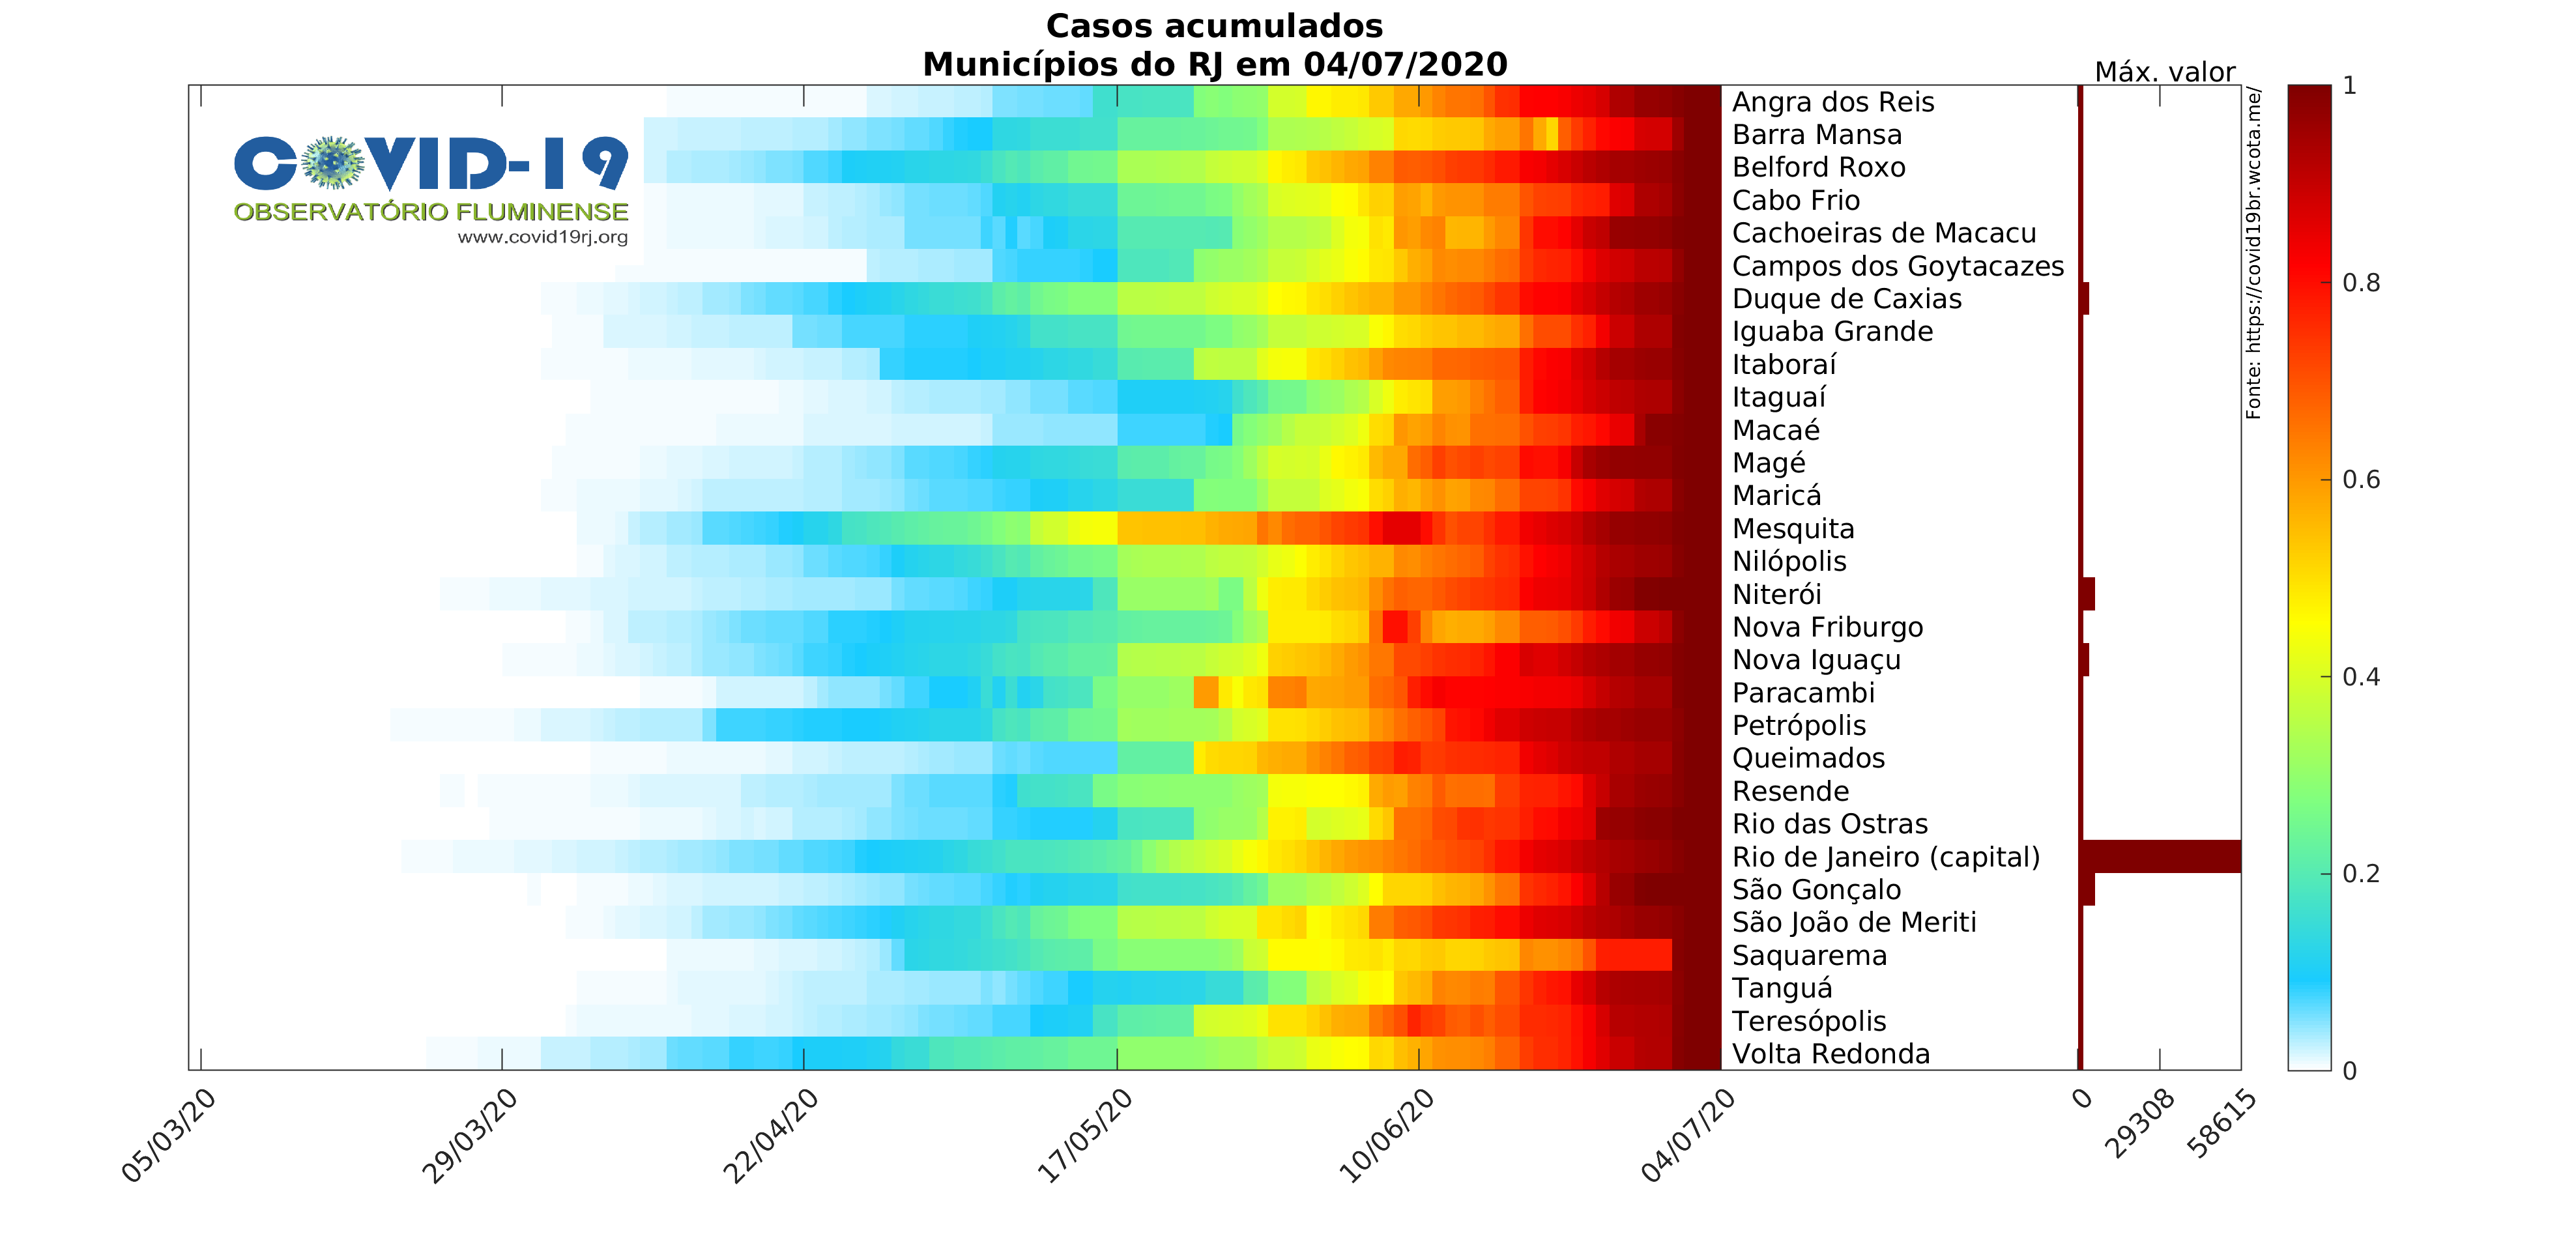 Casos acumulados
Municípios do RJ em 04/07/2020
Máx. valor
COVID-19
OBSERVATÓRIO FLUMINENSE
www.covid19rj.org
Angra dos Reis
Barra Mansa
Belford Roxo
Cabo Frio
Cachoeiras de Macacu
Campos dos Goytacazes
Duque de Caxias
Iguaba Grande
Itaboraí
Itaguaí
Macaé
Magé
Maricá
Mesquita
Nilópolis
Niterói
Nova Friburgo
Nova Iguaçu
Paracambi
Petrópolis
Queimados
Resende
Rio das Ostras
Rio de Janeiro (capital)
São Gonçalo
São João de Meriti
Saquarema
Tanguá
Teresópolis
Volta Redonda
Fonte: https://covid19br.wcota.me/
1
0.8
0.6
0.4
0.2
0
05/03/20
29/03/20
22/04/20
17/05/20
10/06/20
04/07/20
0
29308
58615